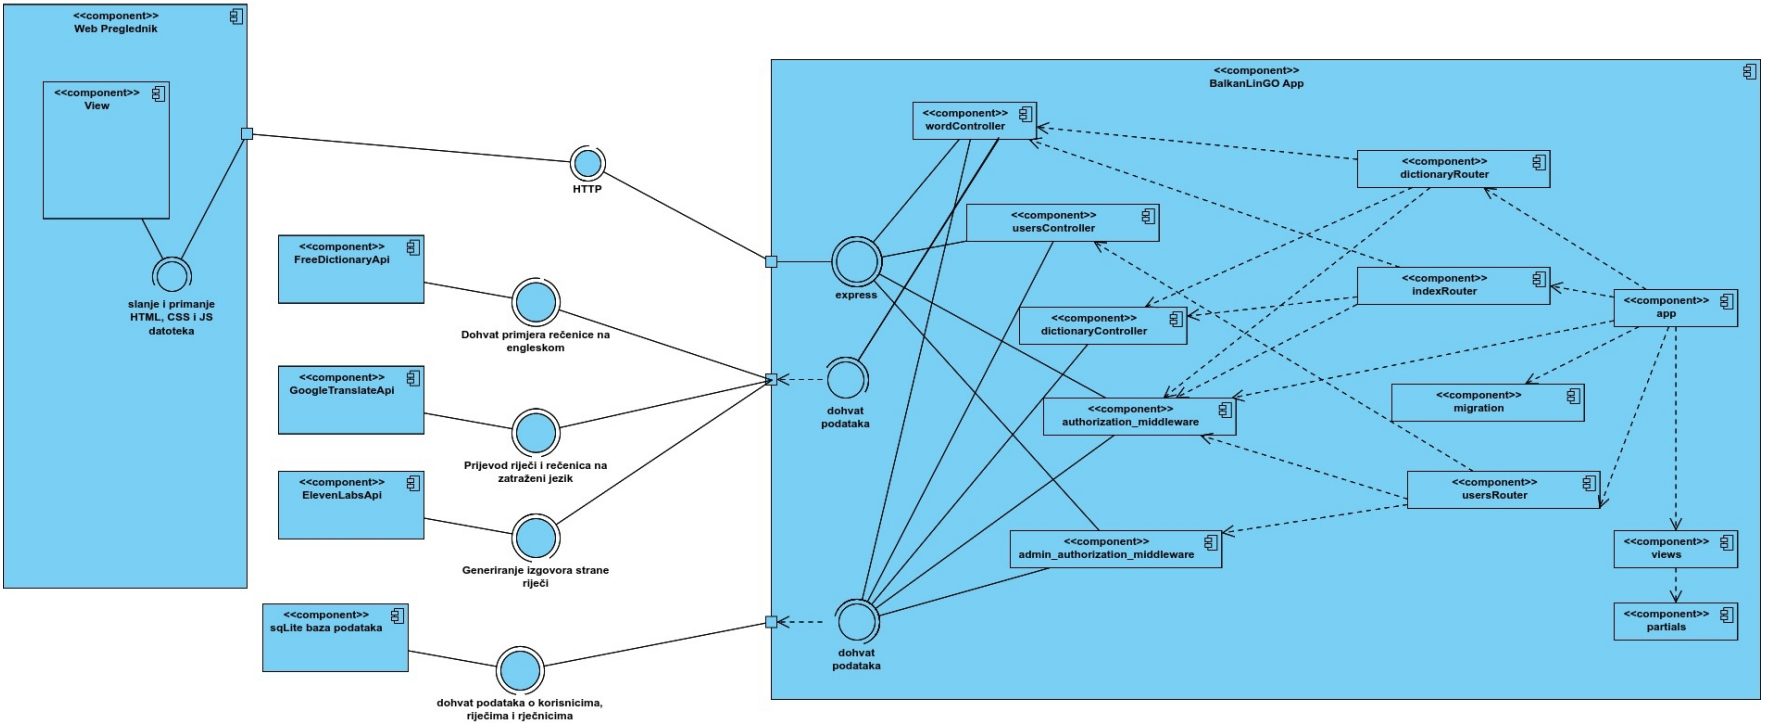 <<component>>
Web Preglednik
<<component>>
View
slanje i primanje
HTML, CSS i JS
datoteka
HTTP
<<component>>
FreeDictionaryApi
Dohvat primjera rečenice na
engleskom
<<component>>
GoogleTranslateApi
Prijevod riječi i rečenica na
zatraženi jezik
<<component>>
ElevenLabsApi
Generiranje izgovora strane
riječi
<<component>>
sqLite baza podataka
dohvat podataka o korisnicima,
riječima i rječnicima
<<component>>
BalkanLinGO App
<<component>>
wordController
<<component>>
dictionaryRouter
<<component>>
usersController
express
<<component>>
indexRouter
<<component>>
app
<<component>>
dictionaryController
dohvat
podataka
<<component>>
migration
<<component>>
authorization_middleware
<<component>>
usersRouter
<<component>>
admin_authorization_middleware
<<component>>
views
<<component>>
partials
dohvat
podataka